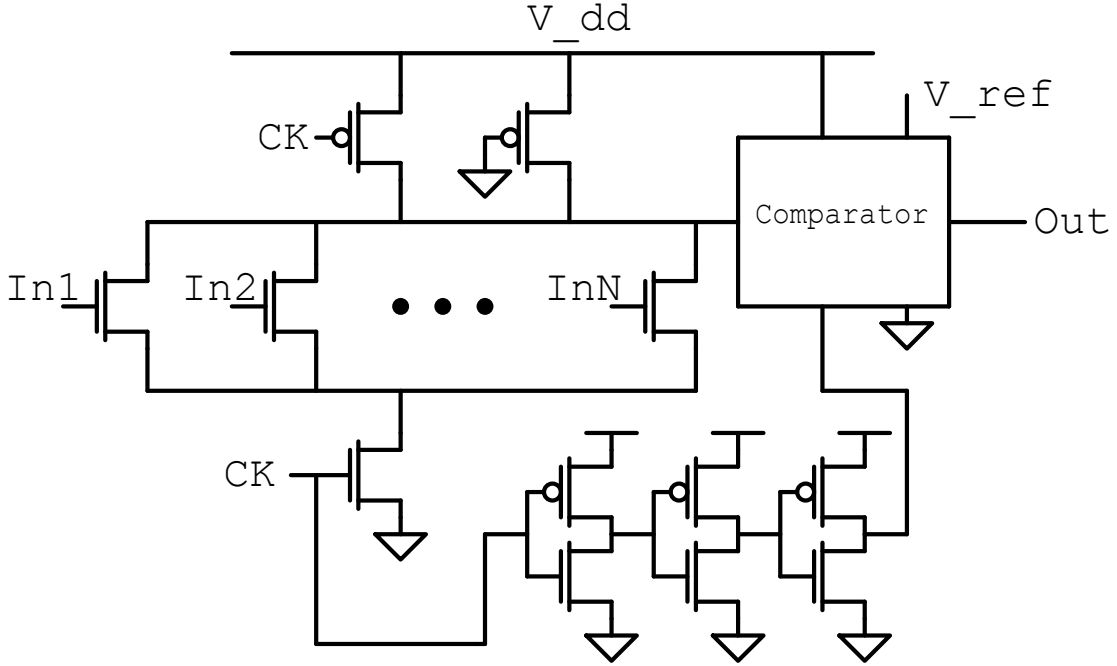 V_dd
V_ref
CK
Comparator
Out
In1
In2
InN
CK